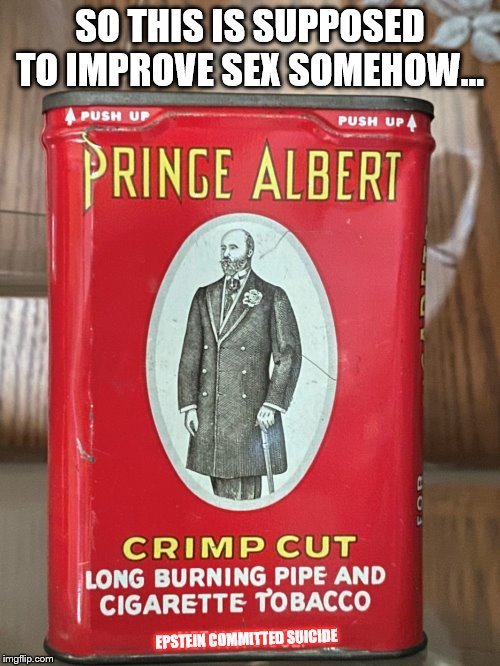 SO THIS IS SUPPOSED
TO IMPROVE SEX SOMEHOW...
PUSH UP
PUSH UP
PRINCE ALBERT
CRIMP CUT
LONG BURNING PIPE AND
CIGARETTE TOBACCO
EPSTEIN COMMITTED SUICIDE
imgflip.com